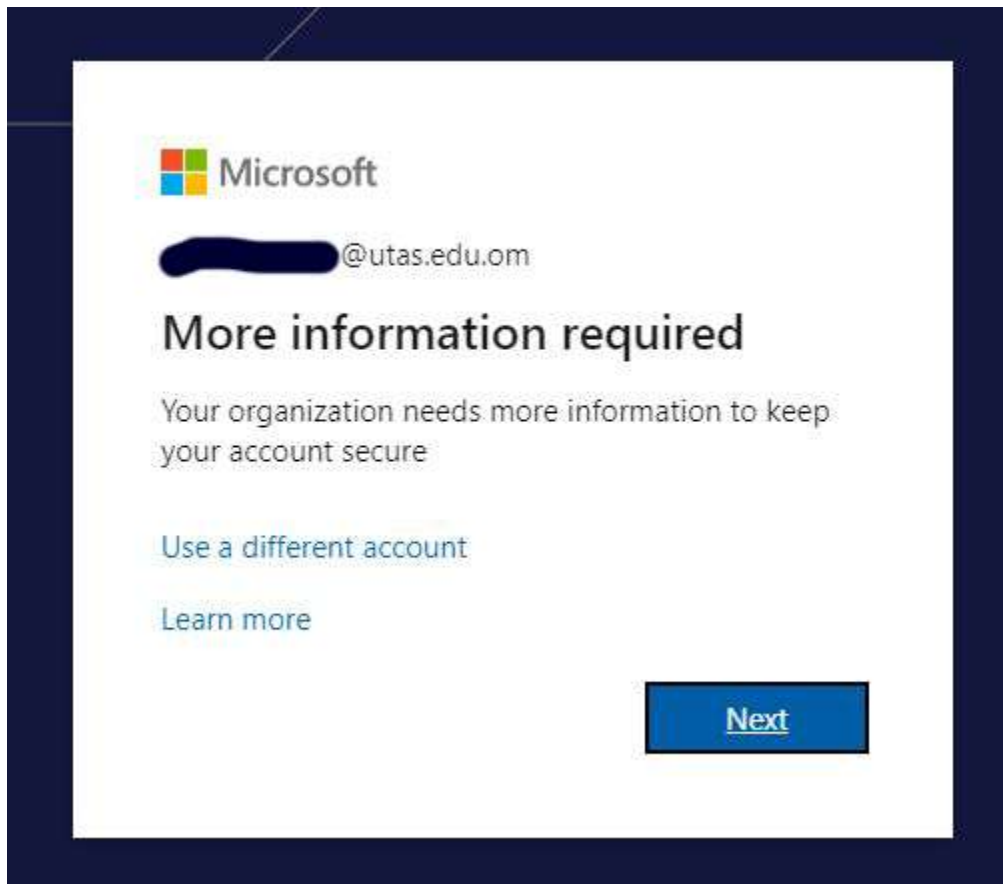 Microsoft
@utas.edu.om
More information required
Your organization needs more information to keep
your account secure
Use a different account
Learn more
Next